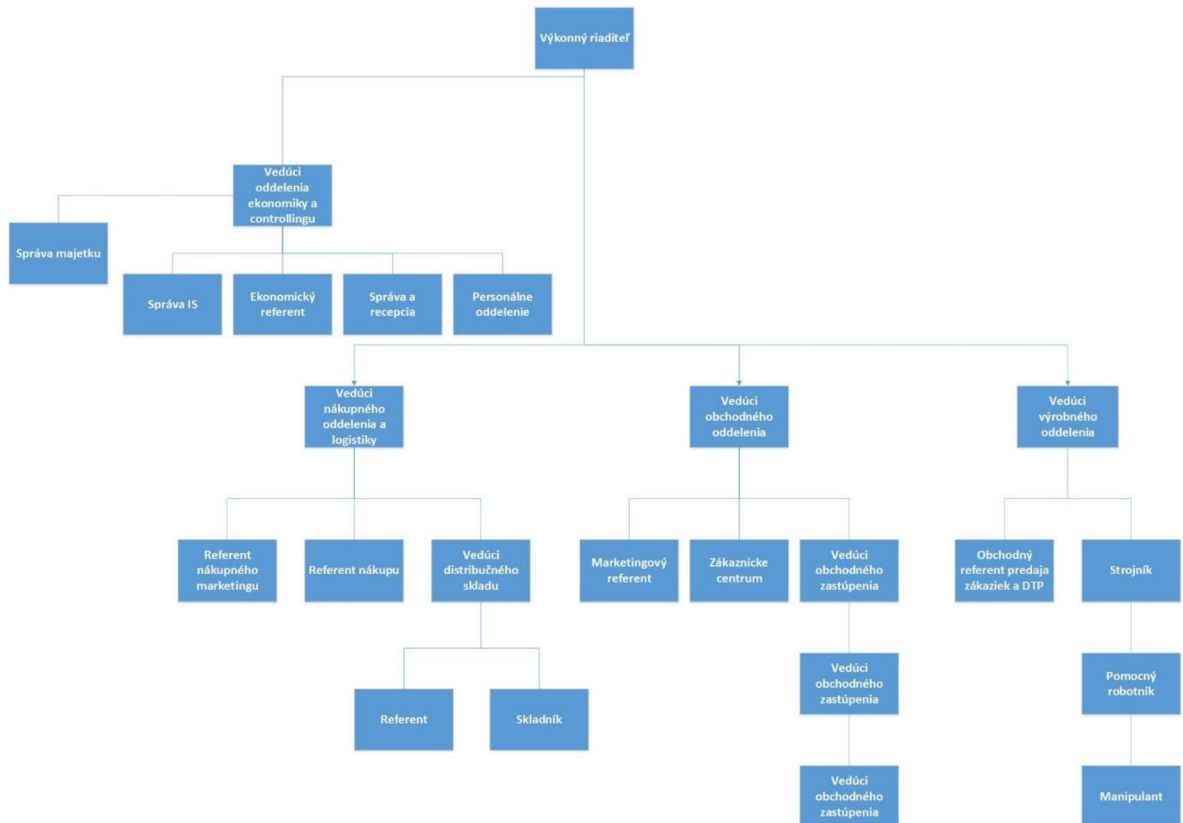 Výkonný riaditeľ
Vedúci
oddelenia
ekonomiky a
controllingu
Správa majetku
Správa IS
Ekonomický
referent
Správa a
recepcia
Personálne
oddelenie
Vedúci
nákupného
oddelenia a
logistiky
Vedúci
obchodného
oddelenia
Vedúci
výrobného
oddelenia
Referent
nákupného
marketingu
Referent nákupu
Vedúci
distribučného
skladu
Marketingový
referent
Zákaznícke
centrum
Vedúci
obchodného
zastúpenia
Obchodný
referent predaja
zákaziek a DTP
Strojník
Referent
Skladník
Vedúci
obchodného
zastúpenia
Pomocný
robotník
Vedúci
obchodného
zastúpenia
Manipulant